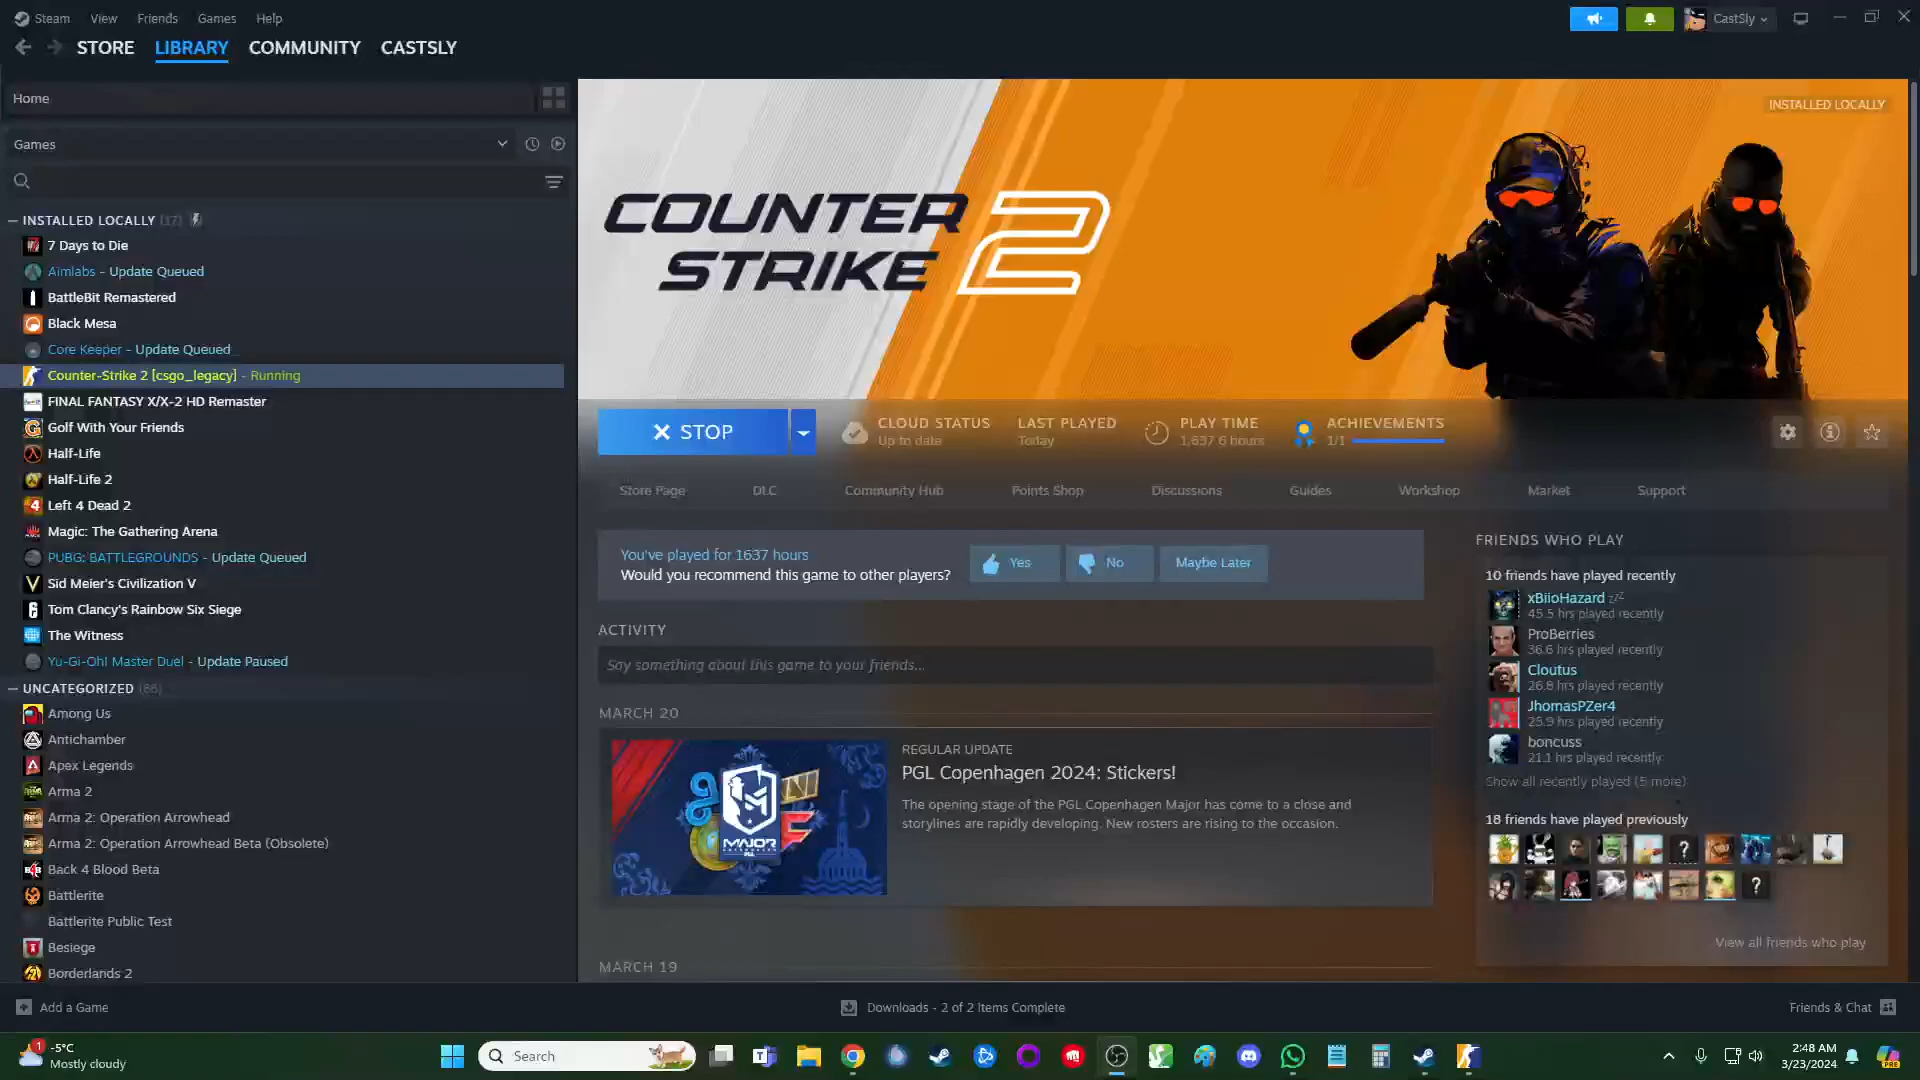 Steam View Friends Games Help
CastSly
STORE LIBRARY COMMUNITY CASTSLY
Home
INSTALLED LOCALLY
Games
COUNTER STRIKE 2
INSTALLED LOCALLY (17)
7 Days to Die
Aimlabs - Update Queued
BattleBit Remastered
Black Mesa
Core Keeper - Update Queued
Counter-Strike 2 [csgo_legacy] - Running
FINAL FANTASY X/X-2 HD Remaster
Golf With Your Friends
Half-Life
Half-Life 2
Left 4 Dead 2
Magic: The Gathering Arena
PUBG: BATTLEGROUNDS - Update Queued
Sid Meier's Civilization V
Tom Clancy's Rainbow Six Siege
The Witness
Yu-Gi-Oh! Master Duel - Update Paused
UNCATEGORIZED
Among Us
Antichamber
Apex Legends
Arma 2
Arma 2: Operation Arrowhead
Arma 2: Operation Arrowhead Beta (Obsolete)
Back 4 Blood Beta
Battlerite
Battlerite Public Test
Besiege
Borderlands 2
STOP
CLOUD STATUS
Up to date
LAST PLAYED
Today
PLAY TIME
1,637.6 hours
ACHIEVEMENTS
1/1
Store Page DLC Community Hub Points Shop Discussions Guides Workshop Market Support
You've played for 1637 hours
Would you recommend this game to other players?
Yes No Maybe Later
ACTIVITY
Say something about this game to your friends...
MARCH 20
MAJOR
PGL
REGULAR UPDATE
PGL Copenhagen 2024: Stickers!
The opening stage of the PGL Copenhagen Major has come to a close and
storylines are rapidly developing. New rosters are rising to the occasion.
MARCH 19
FRIENDS WHO PLAY
10 friends have played recently
xBiioHazard zzZ
45.5 hrs played recently
ProBerries
36.6 hrs played recently
Cloutus
26.8 hrs played recently
JhomasPZer4
25.9 hrs played recently
boncuss
21.1 hrs played recently
Show all recently played (5 more)
18 friends have played previously
?
?
View all friends who play
Add a Game
Downloads - 2 of 2 Items Complete
Friends & Chat
1
-5°C
Mostly cloudy
Search
2:48 AM
3/23/2024
PRE